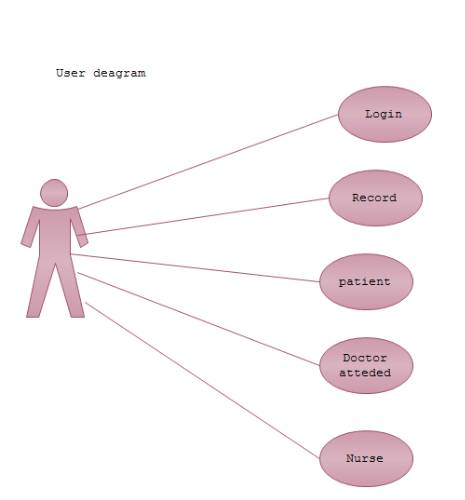 User deagram
Login
Record
patient
Doctor
atteded
Nurse